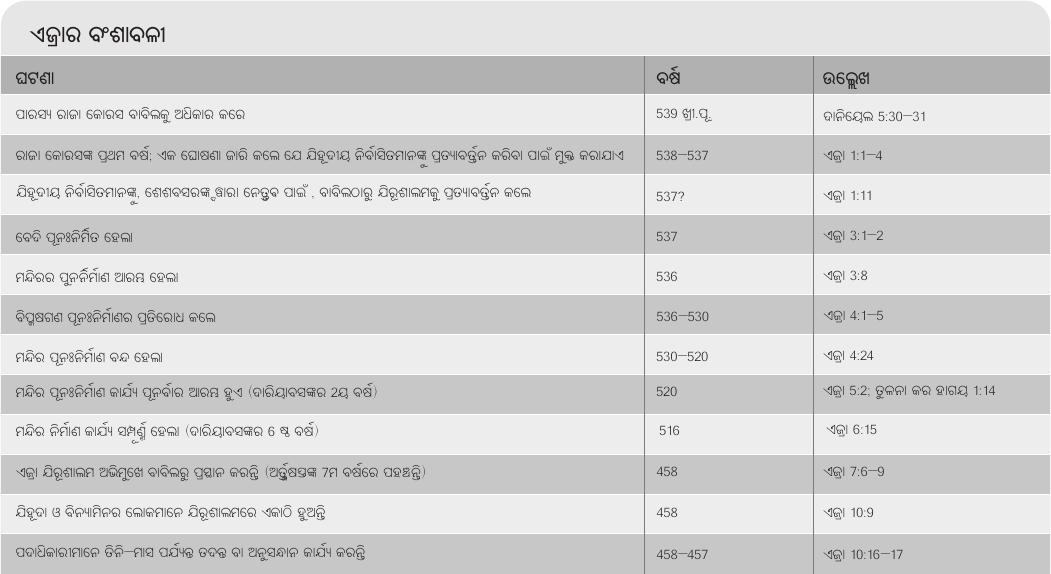 ଏଜ୍ରାର ବଂଶାବଳୀ
ଘଟଣା ବର୍ଷ ଉଲ୍ଲେଖ
ପାରସ୍ୟ ରାଜା କୋରସ ବାବିଲକୁ ଅଧିକାର କରେ 539 ଖ୍ରୀ.ପୂ. ଦାନିୟେଲ 5:30–31
ରାଜା କୋରସଙ୍କ ପ୍ରଥମ ବର୍ଷ; ଏକ ଘୋଷଣା ଜାରି କଲେ ଯେ ଯିହୂଦୀୟ ନିର୍ବାସିତମାନଙ୍କୁ ପ୍ରତ୍ୟାବର୍ତ୍ତନ କରିବା ପାଇଁ ମୁକ୍ତ କରାଯାଏ 538–537 ଏଜ୍ରା 1:1–4
ଯିହୂଦୀୟ ନିର୍ବାସିତମାନଙ୍କୁ, ଶେଶବସରଙ୍କ ଦ୍ୱାରା ନେତୃତ୍ତ୍ୱ ପାଇଁ , ବାବିଲଠାରୁ ଯିରୂଶାଲମକୁ ପ୍ରତ୍ୟାବର୍ତ୍ତନ କଲେ 537? ଏଜ୍ରା 1:11
ବେଦି ପୂନଃନିର୍ମିତ ହେଲା 537 ଏଜ୍ରା 3:1–2
ମନ୍ଦିରର ପୁନର୍ନିର୍ମାଣ ଆରମ୍ଭ ହେଲା 536 ଏଜ୍ରା 3:8
ବିପକ୍ଷଗଣ ପୂନଃନିର୍ମାଣର ପ୍ରତିରୋଧ କଲେ 536–530 ଏଜ୍ରା 4:1–5
ମନ୍ଦିର ପୂନଃନିର୍ମାଣ ବନ୍ଦ ହେଲା 530–520 ଏଜ୍ରା 4:24
ମନ୍ଦିର ପୂନଃନିର୍ମାଣ କାର୍ଯ୍ୟ ପୂନର୍ବାର ଆରମ୍ଭ ହୁଏ (ଦାରିୟାବସଙ୍କର 2ୟ ବର୍ଷ) 520 ଏଜ୍ରା 5:2; ତୁଳନା କର ହାଗୟ 1:14
ମନ୍ଦିର ନିର୍ମାଣ କାର୍ଯ୍ୟ ସମ୍ପୂର୍ଣ୍ଣ ହେଲା (ଦାରିୟାବସଙ୍କର 6 ଷ୍ଠ ବର୍ଷ) 516 ଏଜ୍ରା 6:15
ଏଜ୍ରା ଯିରୂଶାଲମ ଅଭିମୁଖେ ବାବିଲରୁ ପ୍ରସ୍ଥାନ କରନ୍ତି (ଅର୍ତ୍ତକ୍ଷସ୍ତଙ୍କ 7ମ ବର୍ଷରେ ପହଞ୍ଚନ୍ତି) 458 ଏଜ୍ରା 7:6–9
ଯିହୂଦା ଓ ବିନ୍ୟାମିନର ଲୋକମାନେ ଯିରୂଶାଲମରେ ଏକାଠି ହୁଅନ୍ତି 458 ଏଜ୍ରା 10:9
ପଦାଧିକାରୀମାନେ ତିନି–ମାସ ପର୍ଯ୍ୟନ୍ତ ତଦନ୍ତ ବା ଅନୁସନ୍ଧାନ କାର୍ଯ୍ୟ କରନ୍ତି 458–457 ଏଜ୍ରା 10:16–17